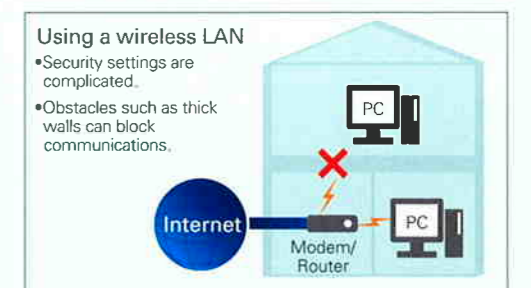 Using a wireless LAN
•Security settings are
complicated.
•Obstacles such as thick
walls can block
communications.
PC
Internet
PC
Modem/
Router